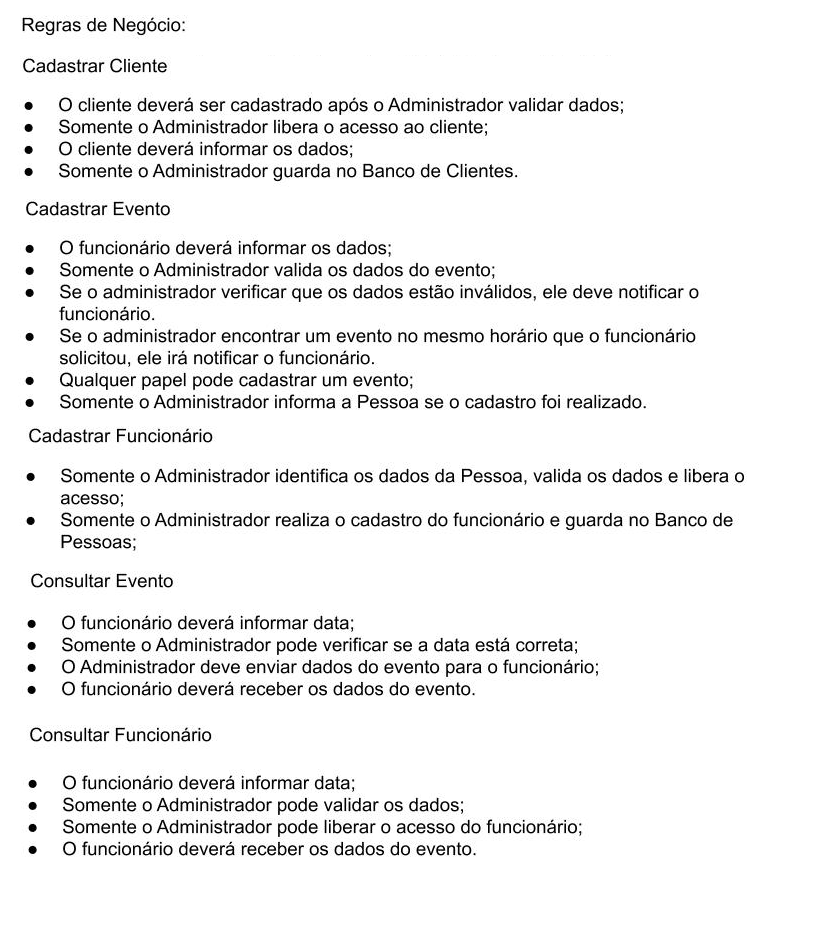 Regras de Negócio:
Cadastrar Cliente
● O cliente deverá ser cadastrado após o Administrador validar dados;
● Somente o Administrador libera o acesso ao cliente;
● O cliente deverá informar os dados;
● Somente o Administrador guarda no Banco de Clientes.
Cadastrar Evento
● O funcionário deverá informar os dados;
● Somente o Administrador valida os dados do evento;
● Se o administrador verificar que os dados estão inválidos, ele deve notificar o
funcionário.
● Se o administrador encontrar um evento no mesmo horário que o funcionário
solicitou, ele irá notificar o funcionário.
● Qualquer papel pode cadastrar um evento;
● Somente o Administrador informa a Pessoa se o cadastro foi realizado.
Cadastrar Funcionário
● Somente o Administrador identifica os dados da Pessoa, valida os dados e libera o
acesso;
● Somente o Administrador realiza o cadastro do funcionário e guarda no Banco de
Pessoas;
Consultar Evento
● O funcionário deverá informar data;
● Somente o Administrador pode verificar se a data está correta;
● O Administrador deve enviar dados do evento para o funcionário;
● O funcionário deverá receber os dados do evento.
Consultar Funcionário
● O funcionário deverá informar data;
● Somente o Administrador pode validar os dados;
● Somente o Administrador pode liberar o acesso do funcionário;
● O funcionário deverá receber os dados do evento.